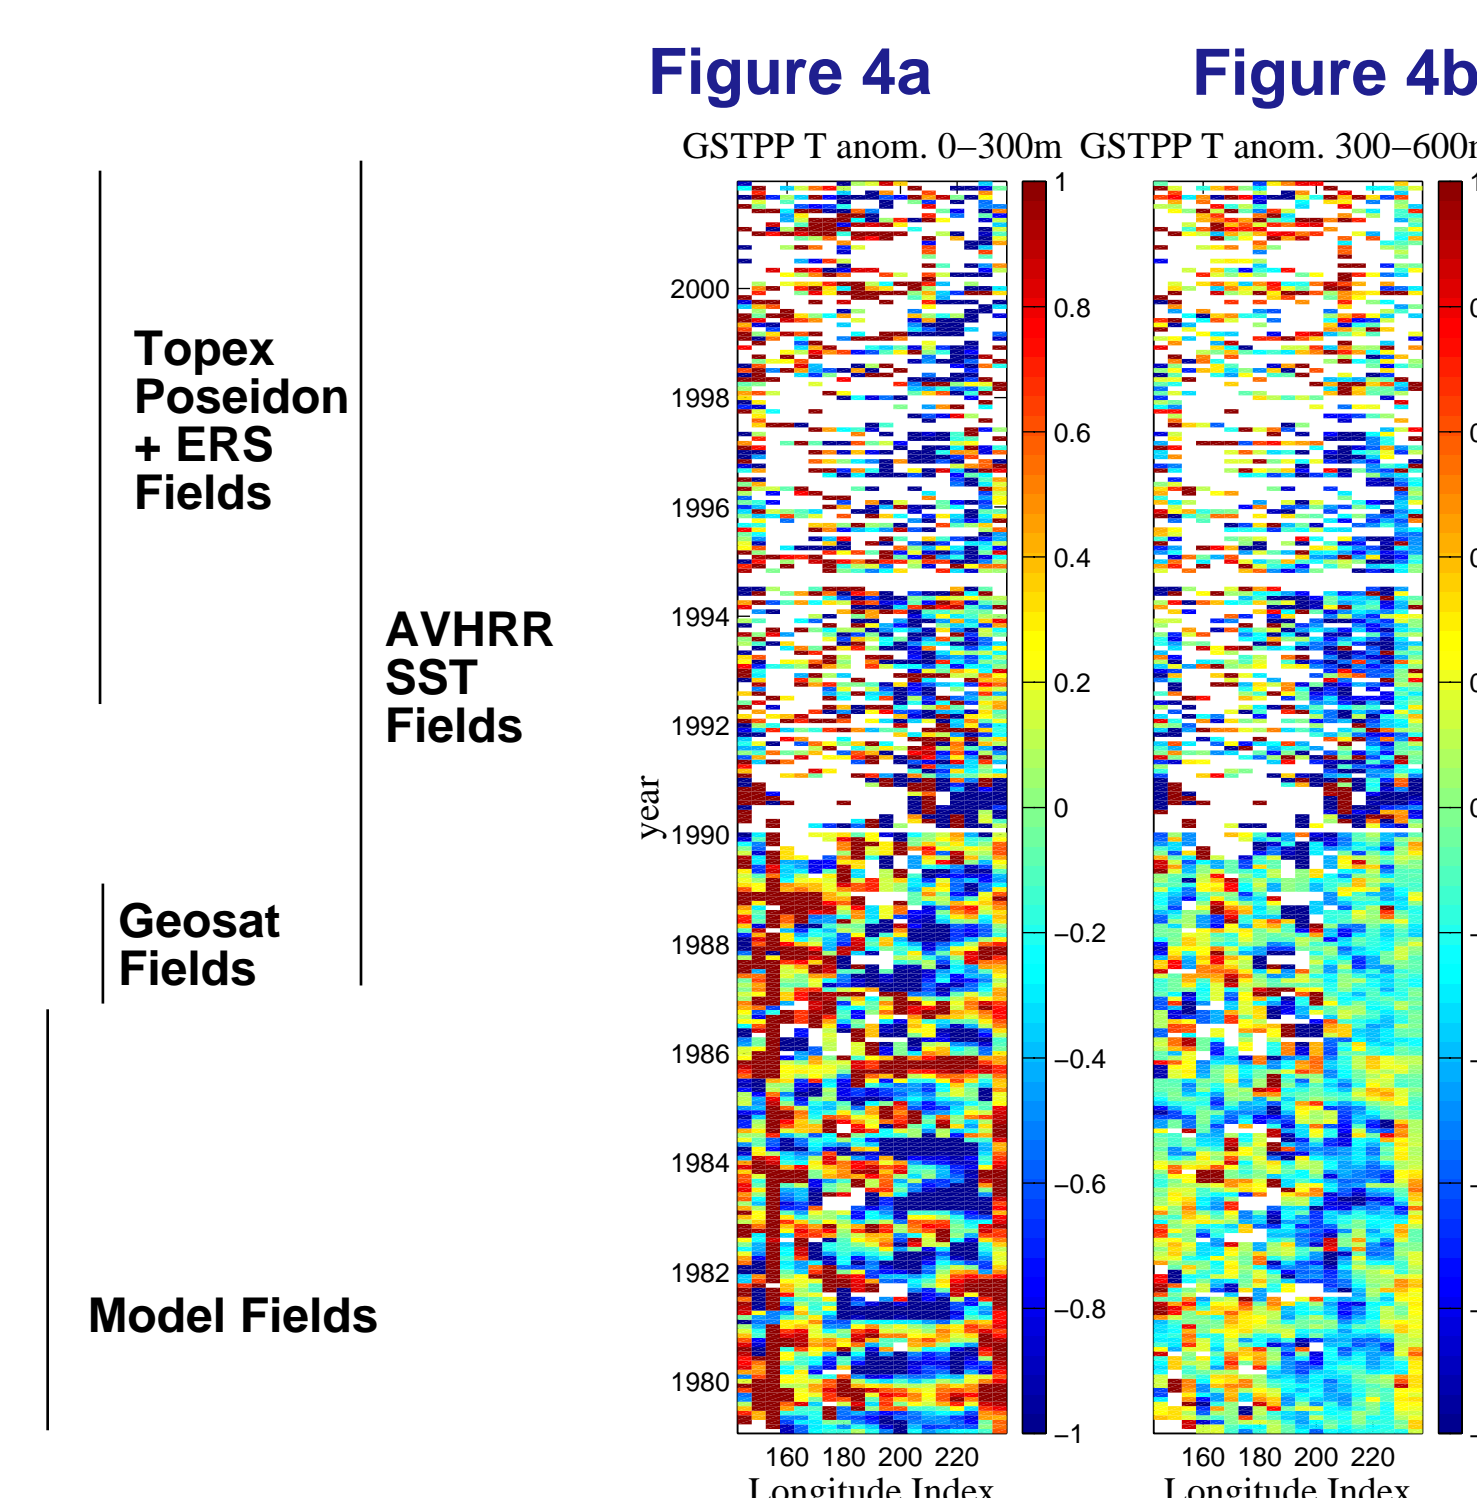 Figure 4a
Figure 4b
GSTPP T anom. 0−300m
GSTPP T anom. 300−600m
Topex
Poseidon
+ ERS
Fields
AVHRR
SST
Fields
Geosat
Fields
Model Fields
year
2000
1998
1996
1994
1992
1990
1988
1986
1984
1982
1980
160 180 200 220
Longitude Index
1
0.8
0.6
0.4
0.2
0
−0.2
−0.4
−0.6
−0.8
−1
160 180 200 220
Longitude Index